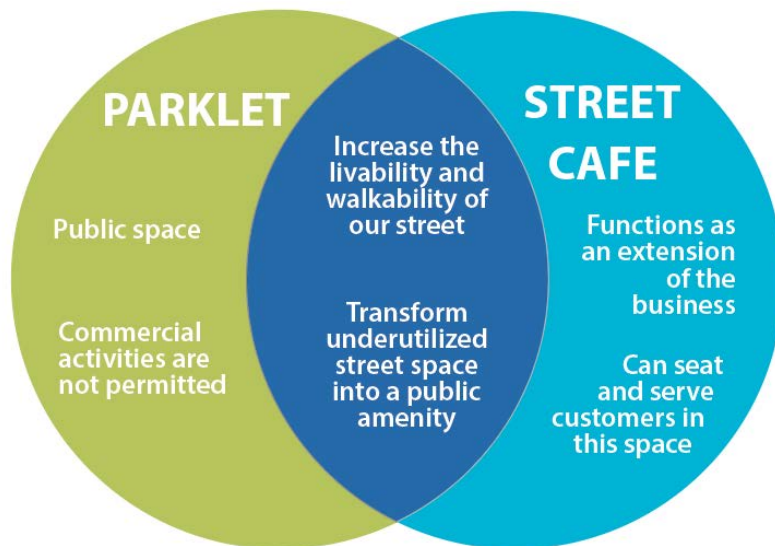 PARKLET
Public space
Commercial
activities are
not permitted
Increase the
livability and
walkability of
our street
Transform
underutilized
street space
into a public
amenity
STREET
CAFE
Functions as
an extension
of the
business
Can seat
and serve
customers in
this space